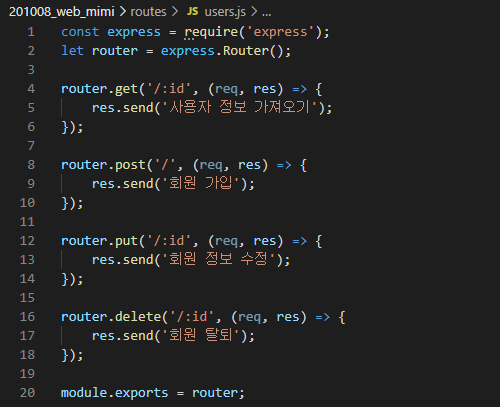 201008_web_mimi > routes > JS users.js > ...
1 const express = require('express');
2 let router = express.Router();
3
4 router.get('/:id', (req, res) => {
5     res.send('사용자 정보 가져오기');
6 });
7
8 router.post('/', (req, res) => {
9     res.send('회원 가입');
10 });
11
12 router.put('/:id', (req, res) => {
13     res.send('회원 정보 수정');
14 });
15
16 router.delete('/:id', (req, res) => {
17     res.send('회원 탈퇴');
18 });
19
20 module.exports = router;